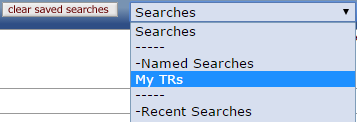 clear saved searches
Searches
Searches
-----
-Named Searches
My TRs
-----
-Recent Searches